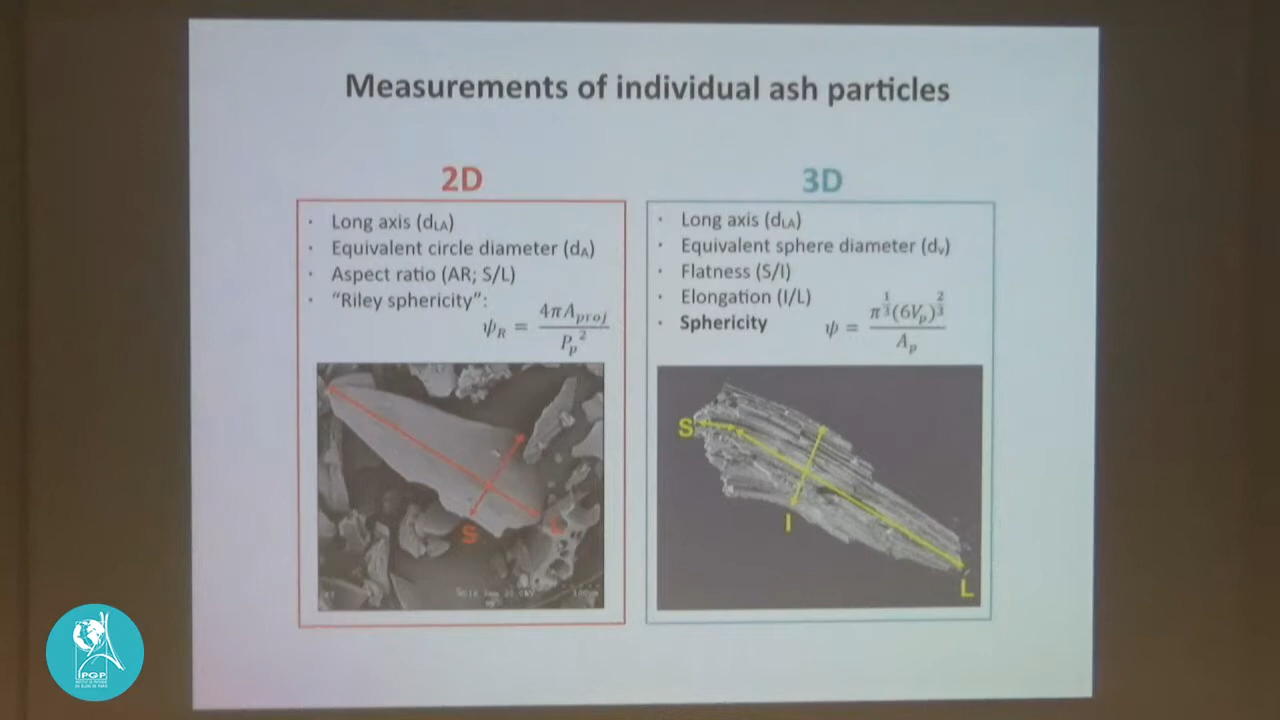 Measurements of individual ash particles
2D
· Long axis (dLA)
· Equivalent circle diameter (dA)
· Aspect ratio (AR; S/L)
· “Riley sphericity”:
ψR = 4πAproj / Pp²
S
3D
· Long axis (dLA)
· Equivalent sphere diameter (dv)
· Flatness (S/I)
· Elongation (I/L)
· Sphericity
ψ = π^(1/3)(6Vp)^(2/3) / Ap
S
I
L
IPGP